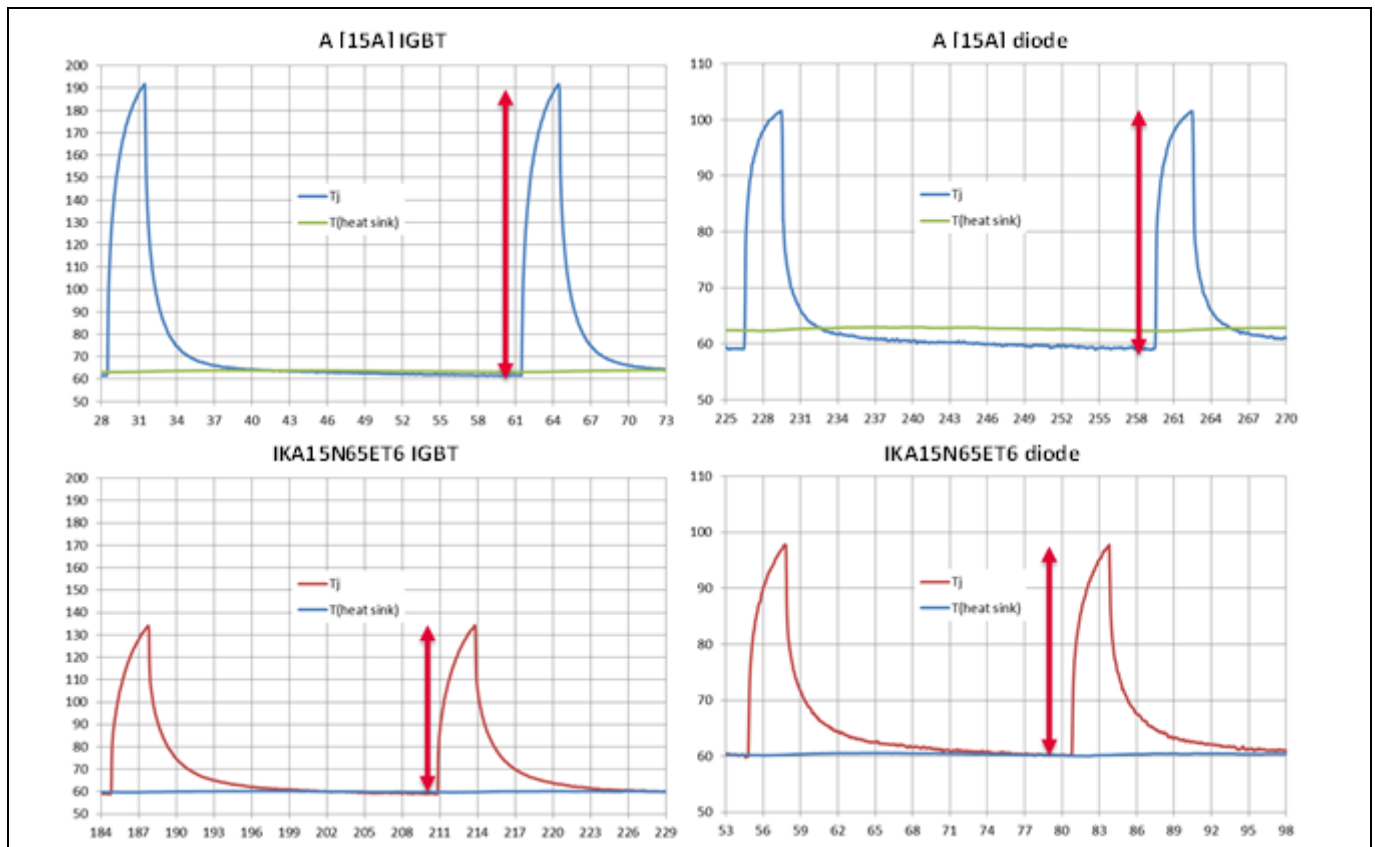 A [15A] IGBT
200
190
180
170
160
150
140
130
120
110
100
90
80
70
60
50
Tj
T(heat sink)
28 31 34 37 40 43 46 49 52 55 58 61 64 67 70 73
A [15A] diode
110
100
90
80
70
60
50
Tj
T(heat sink)
225 228 231 234 237 240 243 246 249 252 255 258 261 264 267 270
IKA15N65ET6 IGBT
200
190
180
170
160
150
140
130
120
110
100
90
80
70
60
50
Tj
T(heat sink)
184 187 190 193 196 199 202 205 208 211 214 217 220 223 226 229
IKA15N65ET6 diode
110
100
90
80
70
60
50
Tj
T(heat sink)
53 56 59 62 65 68 71 74 77 80 83 86 89 92 95 98